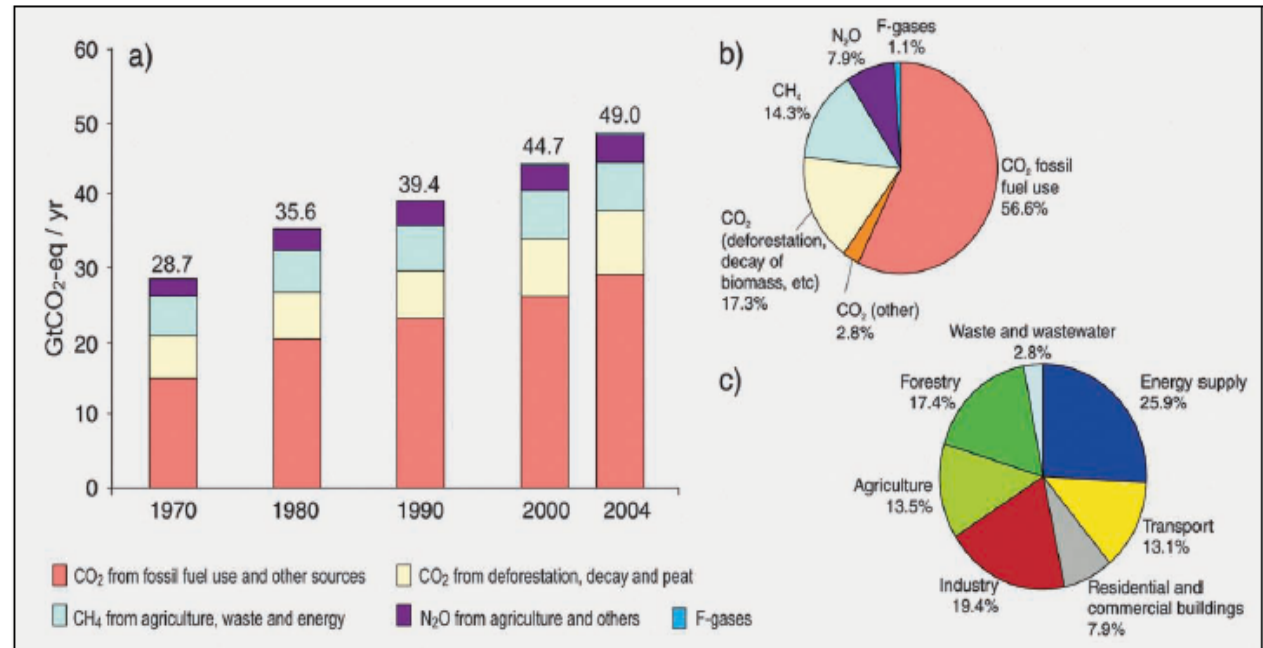 a)
GtCO₂-eq / yr
60
50
40
30
20
10
0
28.7
35.6
39.4
44.7
49.0
1970
1980
1990
2000
2004
CO₂ from fossil fuel use and other sources
CO₂ from deforestation, decay and peat
CH₄ from agriculture, waste and energy
N₂O from agriculture and others
F-gases
b)
F-gases
1.1%
N₂O
7.9%
CH₄
14.3%
CO₂ fossil
fuel use
56.6%
CO₂
(deforestation,
decay of
biomass, etc)
17.3%
CO₂ (other)
2.8%
c)
Waste and wastewater
2.8%
Forestry
17.4%
Energy supply
25.9%
Agriculture
13.5%
Transport
13.1%
Industry
19.4%
Residential and
commercial buildings
7.9%